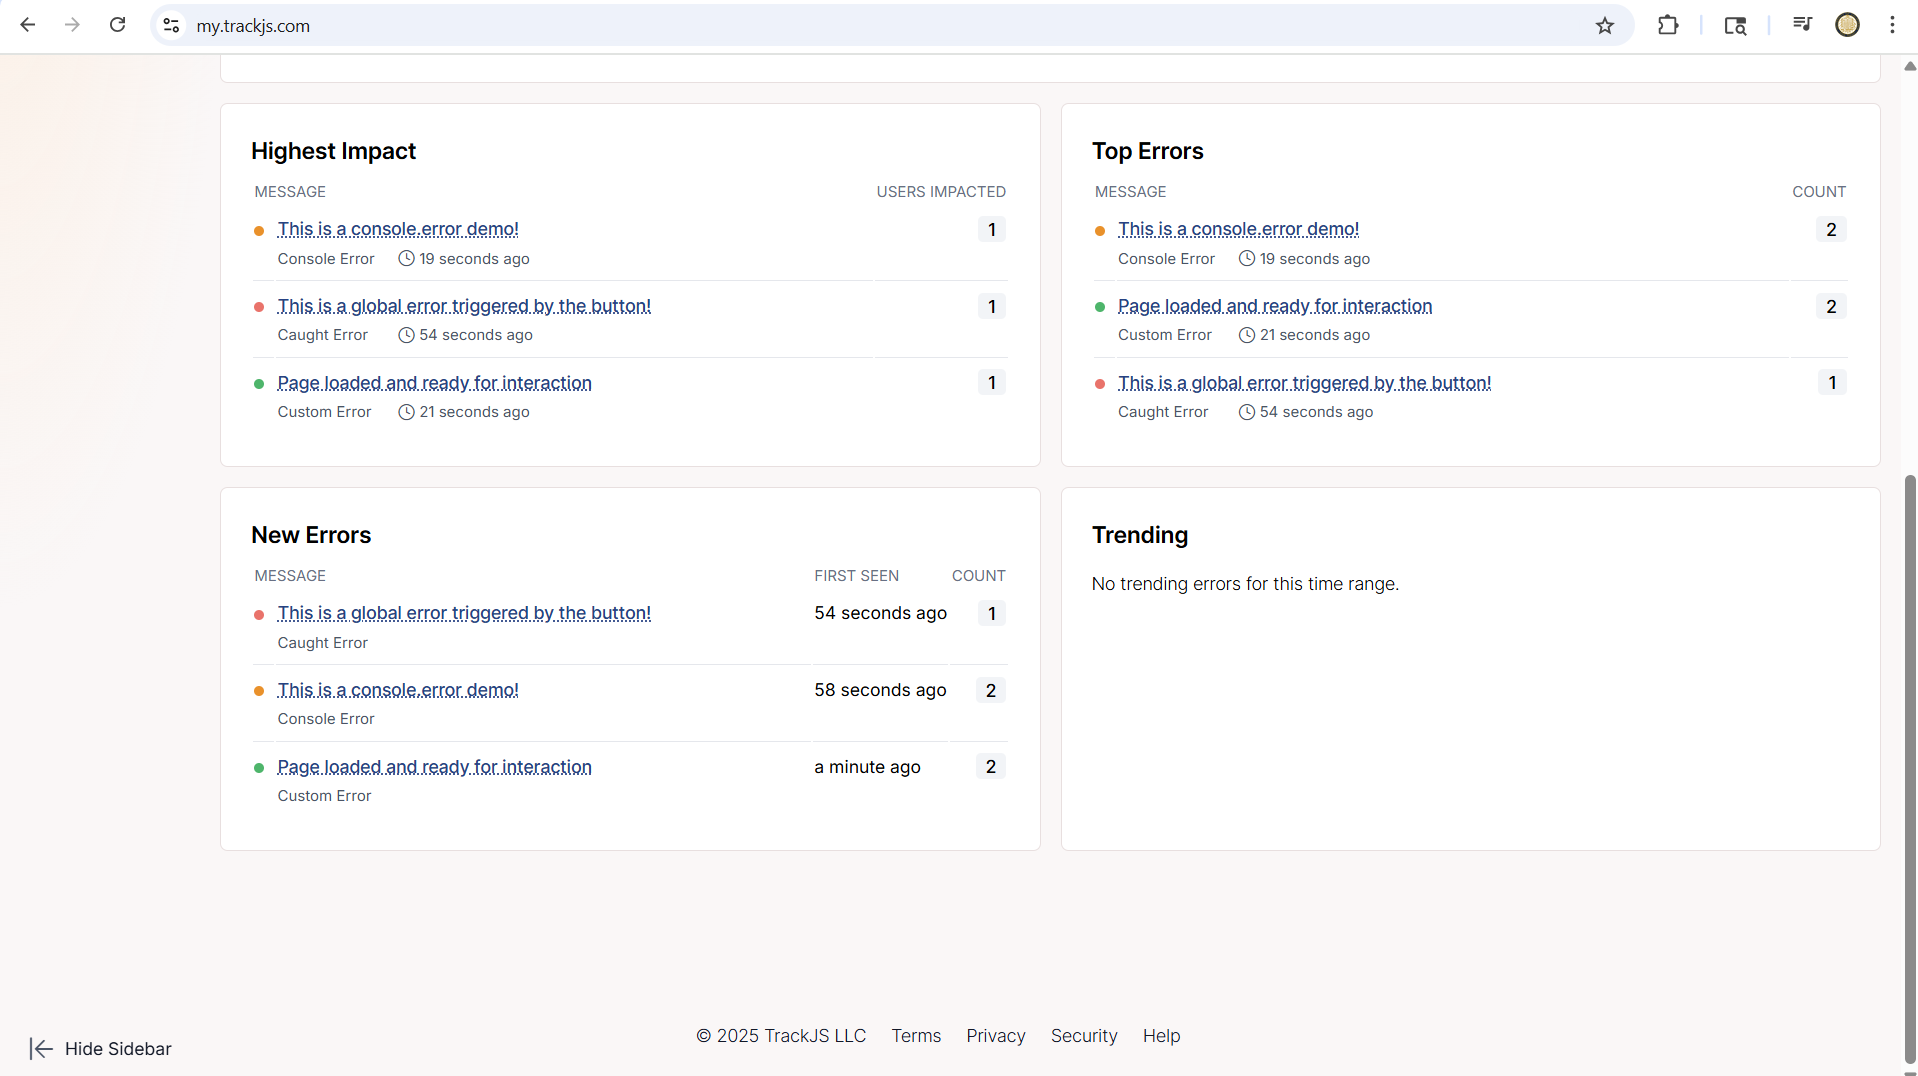 my.trackjs.com
Highest Impact
MESSAGE USERS IMPACTED
This is a console.error demo! 1
Console Error 19 seconds ago
This is a global error triggered by the button! 1
Caught Error 54 seconds ago
Page loaded and ready for interaction 1
Custom Error 21 seconds ago
Top Errors
MESSAGE COUNT
This is a console.error demo! 2
Console Error 19 seconds ago
Page loaded and ready for interaction 2
Custom Error 21 seconds ago
This is a global error triggered by the button! 1
Caught Error 54 seconds ago
New Errors
MESSAGE FIRST SEEN COUNT
This is a global error triggered by the button! 54 seconds ago 1
Caught Error
This is a console.error demo! 58 seconds ago 2
Console Error
Page loaded and ready for interaction a minute ago 2
Custom Error
Trending
No trending errors for this time range.
© 2025 TrackJS LLC Terms Privacy Security Help
Hide Sidebar